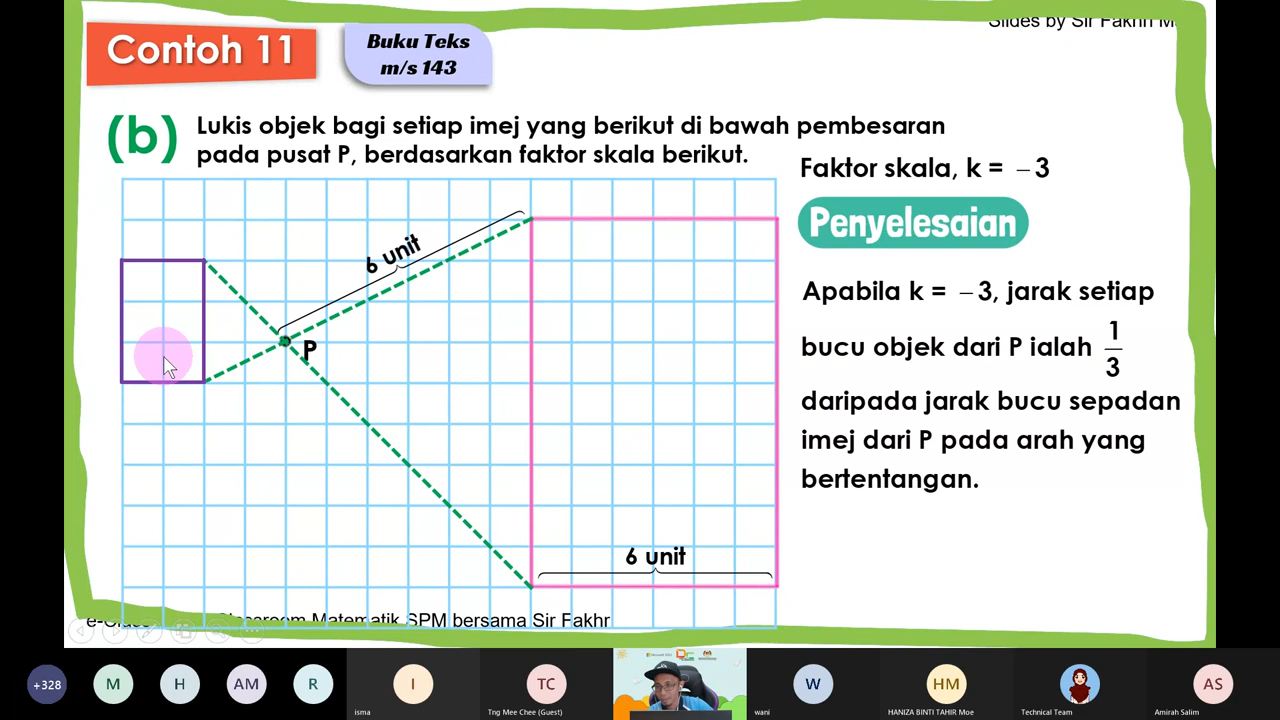 Slides by Sir Fakhri M
Contoh 11
Buku Teks
m/s 143
(b)
Lukis objek bagi setiap imej yang berikut di bawah pembesaran
pada pusat P, berdasarkan faktor skala berikut.
Faktor skala, k = −3
Penyelesaian
6 unit
P
Apabila k = −3, jarak setiap
bucu objek dari P ialah 1/3
daripada jarak bucu sepadan
imej dari P pada arah yang
bertentangan.
6 unit
Matematik SPM bersama Sir Fakhr
+328
M
H
AM
R
I
TC
W
HM
AS
isma
Tng Mee Chee (Guest)
wani
HANIZA BINTI TAHIR Moe
Technical Team
Amirah Salim